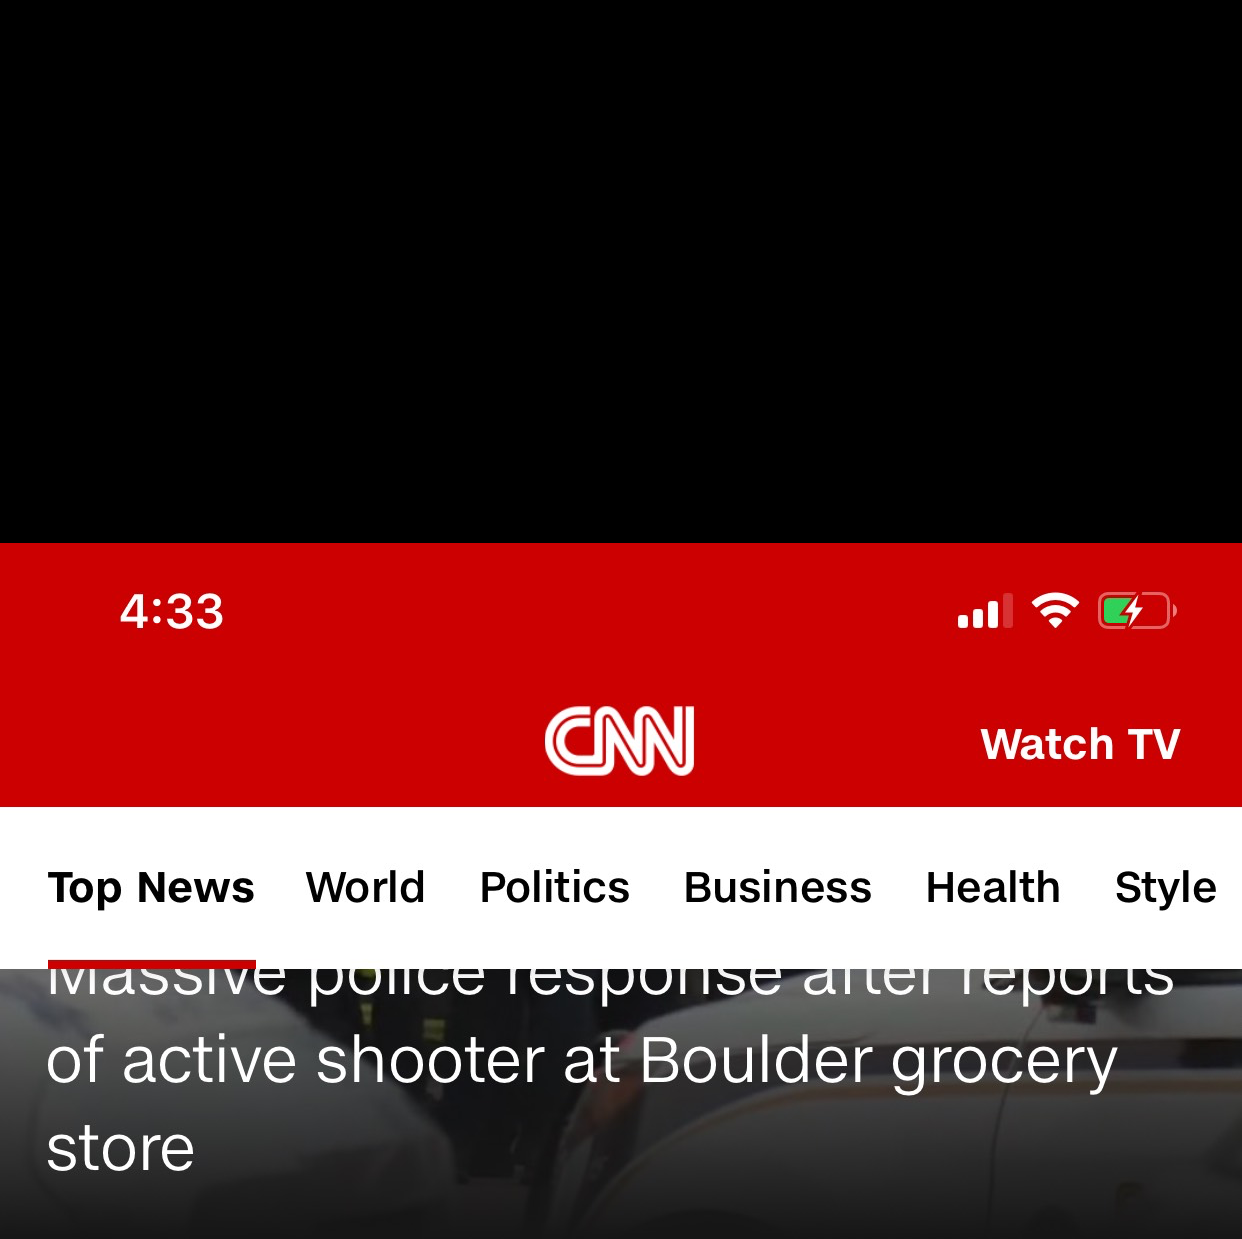 4:33
CNN
Watch TV
Top News World Politics Business Health Style
Massive police response after reports
of active shooter at Boulder grocery
store